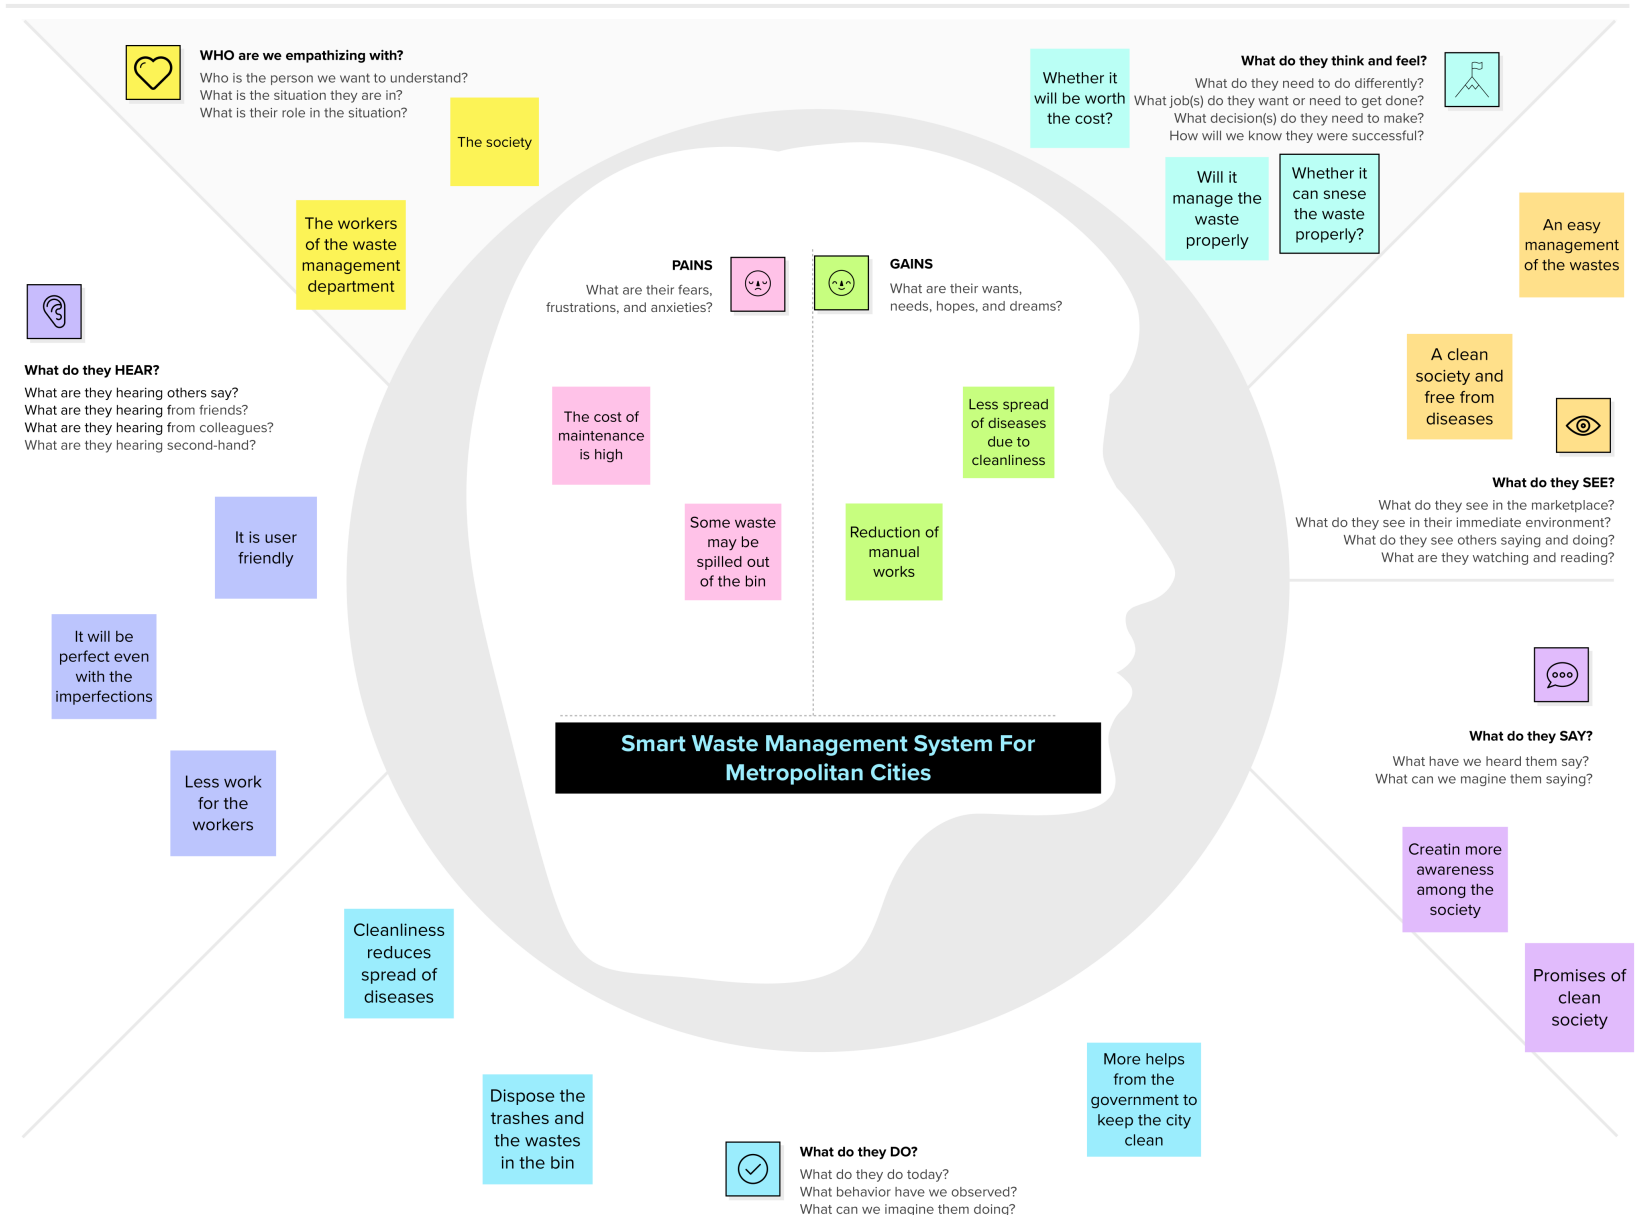 WHO are we empathizing with?
Who is the person we want to understand?
What is the situation they are in?
What is their role in the situation?
The society
The workers
of the waste
management
department
What do they think and feel?
What do they need to do differently?
What job(s) do they want or need to get done?
What decision(s) do they need to make?
How will we know they were successful?
Whether it
will be worth
the cost?
Will it
manage the
waste
properly
Whether it
can snese
the waste
properly?
What do they HEAR?
What are they hearing others say?
What are they hearing from friends?
What are they hearing from colleagues?
What are they hearing second-hand?
It is user
friendly
It will be
perfect even
with the
imperfections
Less work
for the
workers
PAINS
What are their fears,
frustrations, and anxieties?
The cost of
maintenance
is high
Some waste
may be
spilled out
of the bin
GAINS
What are their wants,
needs, hopes, and dreams?
Less spread
of diseases
due to
cleanliness
Reduction of
manual
works
An easy
management
of the wastes
A clean
society and
free from
diseases
What do they SEE?
What do they see in the marketplace?
What do they see in their immediate environment?
What do they see others saying and doing?
What are they watching and reading?
Smart Waste Management System For
Metropolitan Cities
What do they SAY?
What have we heard them say?
What can we magine them saying?
Creatin more
awareness
among the
society
Promises of
clean
society
Cleanliness
reduces
spread of
diseases
Dispose the
trashes and
the wastes
in the bin
What do they DO?
What do they do today?
What behavior have we observed?
What can we imagine them doing?
More helps
from the
government to
keep the city
clean